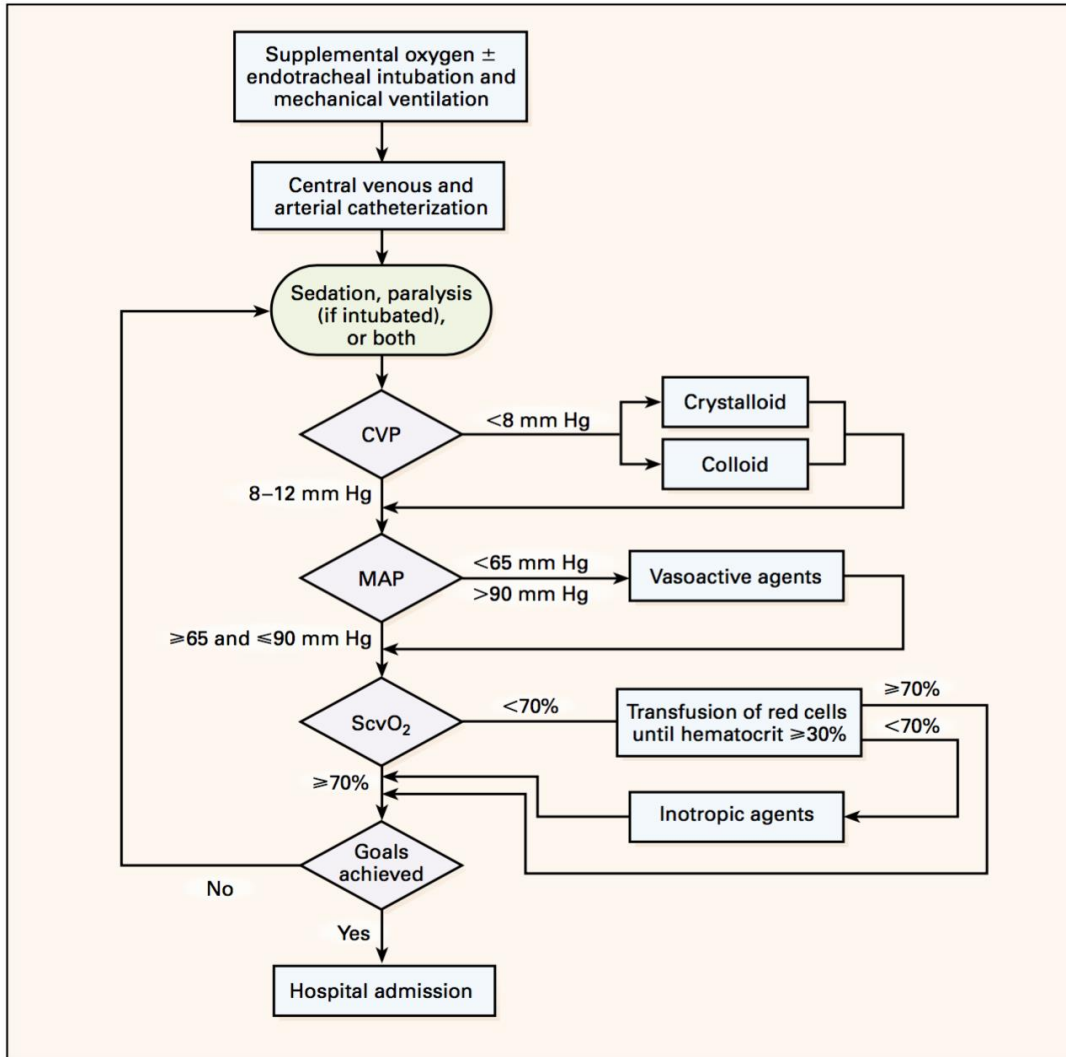 Supplemental oxygen ±
endotracheal intubation and
mechanical ventilation
Central venous and
arterial catheterization
Sedation, paralysis
(if intubated),
or both
CVP
<8 mm Hg
Crystalloid
Colloid
8–12 mm Hg
MAP
<65 mm Hg
>90 mm Hg
Vasoactive agents
⩾65 and ⩽90 mm Hg
ScvO₂
<70%
Transfusion of red cells
until hematocrit ⩾30%
⩾70%
<70%
⩾70%
Inotropic agents
Goals
achieved
No
Yes
Hospital admission